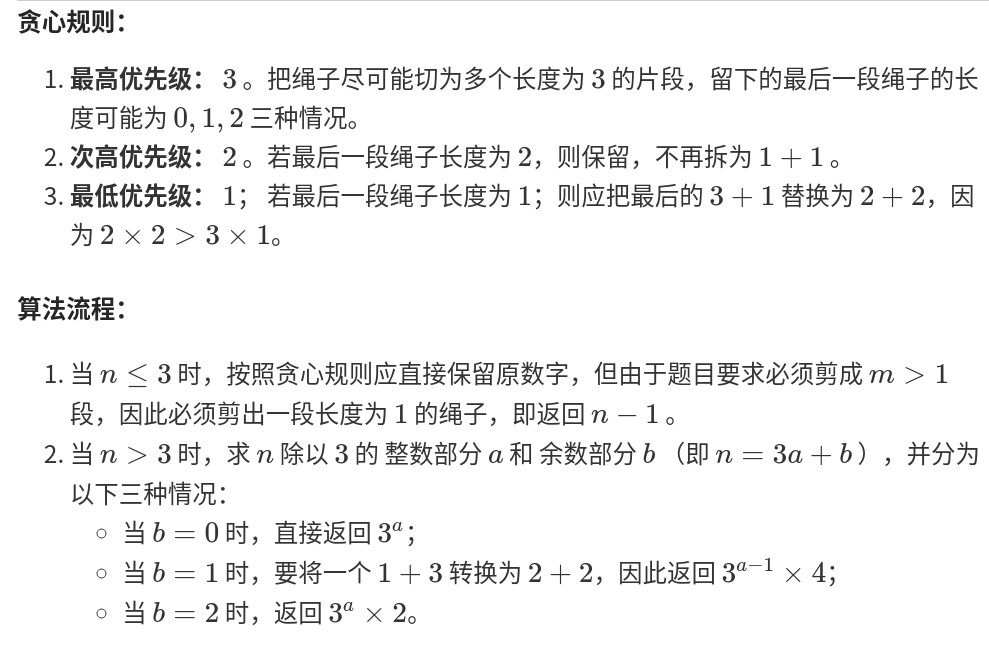 贪心规则：
1. 最高优先级： 3 。把绳子尽可能切为多个长度为 3 的片段，留下的最后一段绳子的长
度可能为 0, 1, 2 三种情况。
2. 次高优先级： 2 。若最后一段绳子长度为 2，则保留，不再拆为 1 + 1 。
3. 最低优先级： 1； 若最后一段绳子长度为 1；则应把最后的 3 + 1 替换为 2 + 2，因
为 2 × 2 > 3 × 1。
算法流程：
1. 当 n ≤ 3 时，按照贪心规则应直接保留原数字，但由于题目要求必须剪成 m > 1
段，因此必须剪出一段长度为 1 的绳子，即返回 n − 1 。
2. 当 n > 3 时，求 n 除以 3 的 整数部分 a 和 余数部分 b （即 n = 3a + b ），并分为
以下三种情况：
○ 当 b = 0 时，直接返回 3^a；
○ 当 b = 1 时，要将一个 1 + 3 转换为 2 + 2，因此返回 3^{a−1} × 4；
○ 当 b = 2 时，返回 3^a × 2。